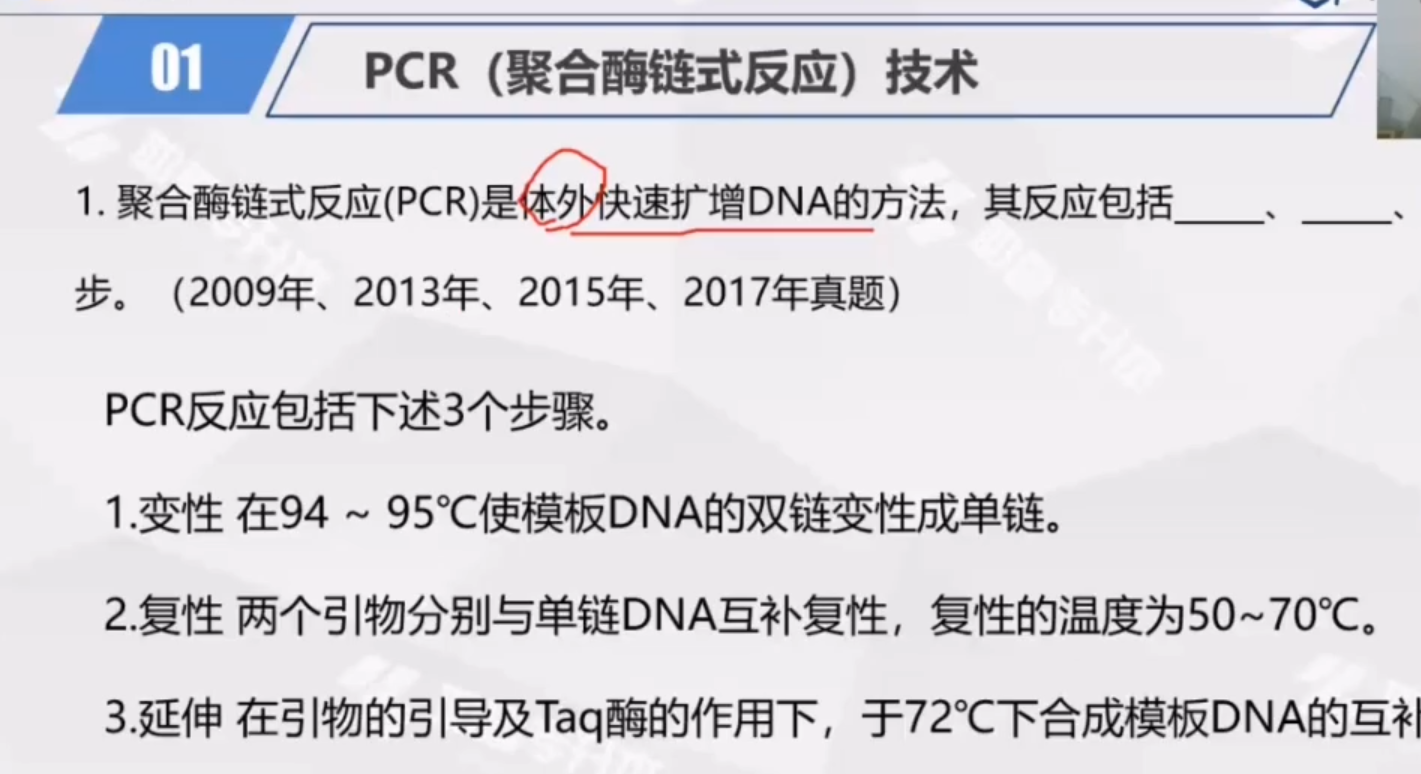 01
PCR（聚合酶链式反应）技术
1. 聚合酶链式反应(PCR)是体外快速扩增DNA的方法，其反应包括_____、_____、
步。（2009年、2013年、2015年、2017年真题）
PCR反应包括下述3个步骤。
1.变性 在94 ~ 95℃使模板DNA的双链变性成单链。
2.复性 两个引物分别与单链DNA互补复性，复性的温度为50~70℃。
3.延伸 在引物的引导及Taq酶的作用下，于72℃下合成模板DNA的互补